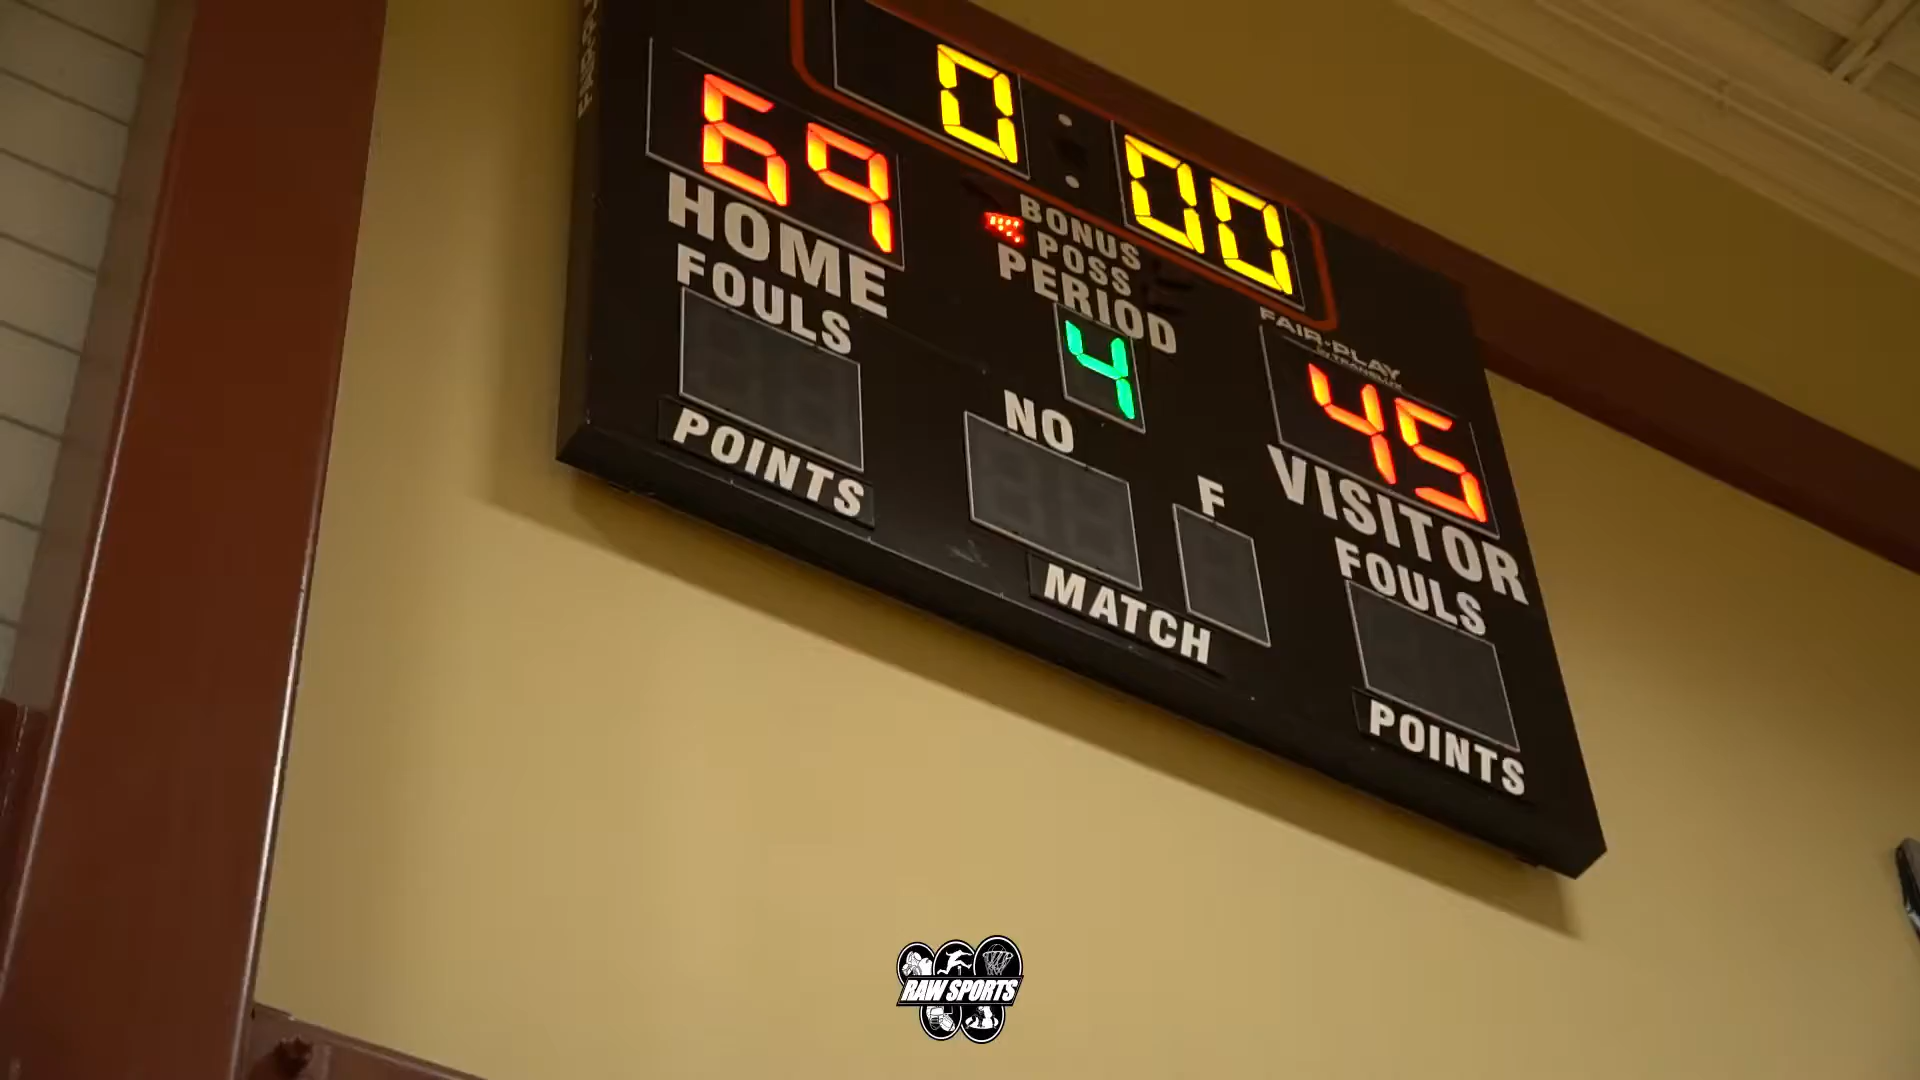 0:00
69
HOME
FOULS
POINTS
BONUS
POSS
PERIOD
4
NO
F
MATCH
FAIR-PLAY
45
VISITOR
FOULS
POINTS
RAW SPORTS